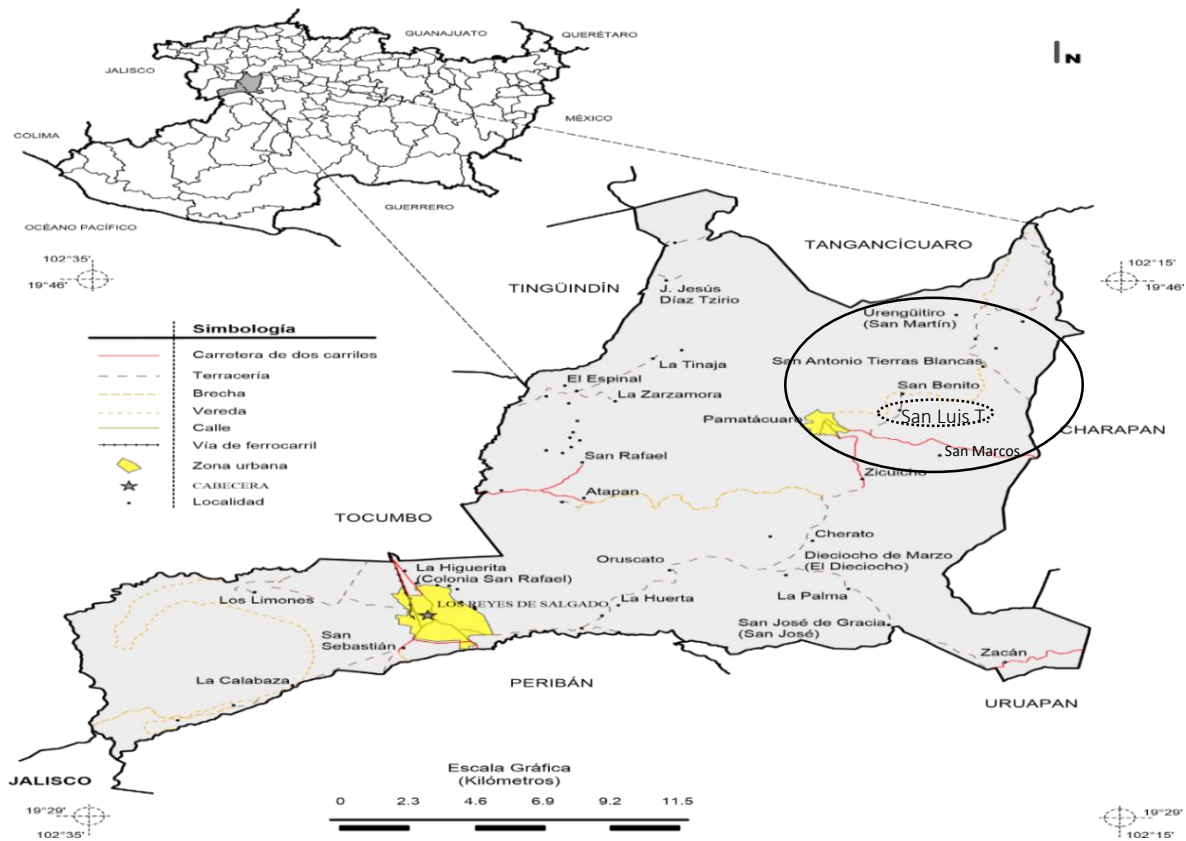 GUANAJUATO
QUERÉTARO
JALISCO
N
COLIMA
MÉXICO
GUERRERO
OCÉANO PACÍFICO
102°35'
19°46'
TANGANCÍCUARO
102°15'
19°46'
TINGÜINDÍN
J. Jesús
Díaz Tzirio
Urengüitiro
(San Martín)
Simbología
Carretera de dos carriles
Terracería
Brecha
Vereda
Calle
Vía de ferrocarril
Zona urbana
CABECERA
Localidad
La Tinaja
San Antonio Tierras Blancas
El Espinal
La Zarzamora
San Benito
Pamatácuaro
San Luis T.
CHARAPAN
San Rafael
San Marcos
Zicuicho
Atapan
TOCUMBO
Cherato
Oruscato
Dieciocho de Marzo
(El Dieciocho)
La Higuerita
(Colonia San Rafael)
Los Limones
LOS REYES DE SALGADO
La Huerta
La Palma
San
Sebastián
San José de Gracia
(San José)
Zacán
La Calabaza
PERIBÁN
URUAPAN
JALISCO
Escala Gráfica
(Kilómetros)
0 2.3 4.6 6.9 9.2 11.5
19°29'
102°35'
19°29'
102°15'